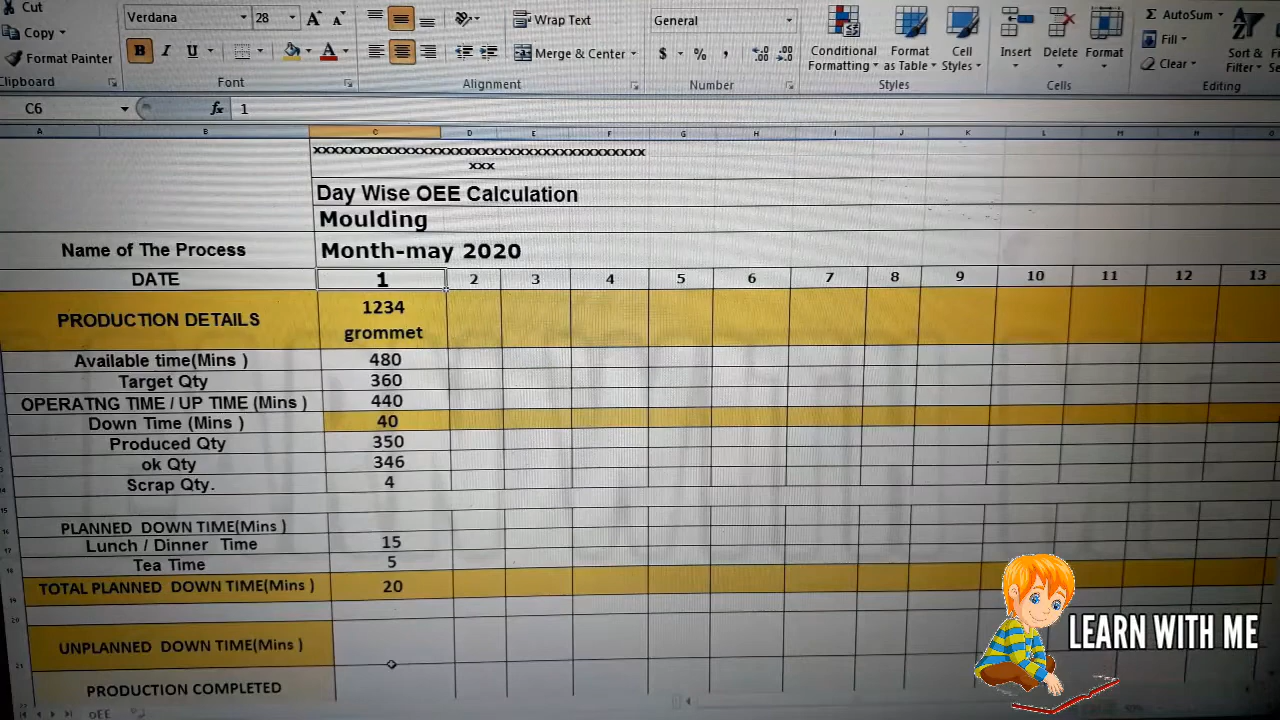 Cut
Verdana 28 A A Wrap Text General AutoSum
Copy Fill
Format Painter B I U A Merge & Center $ % , Conditional Formatting Format as Table Cell Styles Insert Delete Format Clear Sort & Filter
Clipboard Font Alignment Number Styles Cells Editing
C6 fx 1
A B C D E F G H I J K L M N O
xxxxxxxxxxxxxxxxxxxxxxxxxxxxxxxxxxxxxx
xxx
Day Wise OEE Calculation
Moulding
Name of The Process Month-may 2020
DATE 1 2 3 4 5 6 7 8 9 10 11 12 13
PRODUCTION DETAILS 1234 grommet
Available time(Mins ) 480
Target Qty 360
OPERATNG TIME / UP TIME (Mins ) 440
Down Time (Mins ) 40
Produced Qty 350
ok Qty 346
Scrap Qty. 4
PLANNED DOWN TIME(Mins )
Lunch / Dinner Time 15
Tea Time 5
TOTAL PLANNED DOWN TIME(Mins ) 20
UNPLANNED DOWN TIME(Mins )
PRODUCTION COMPLETED
oEE
LEARN WITH ME